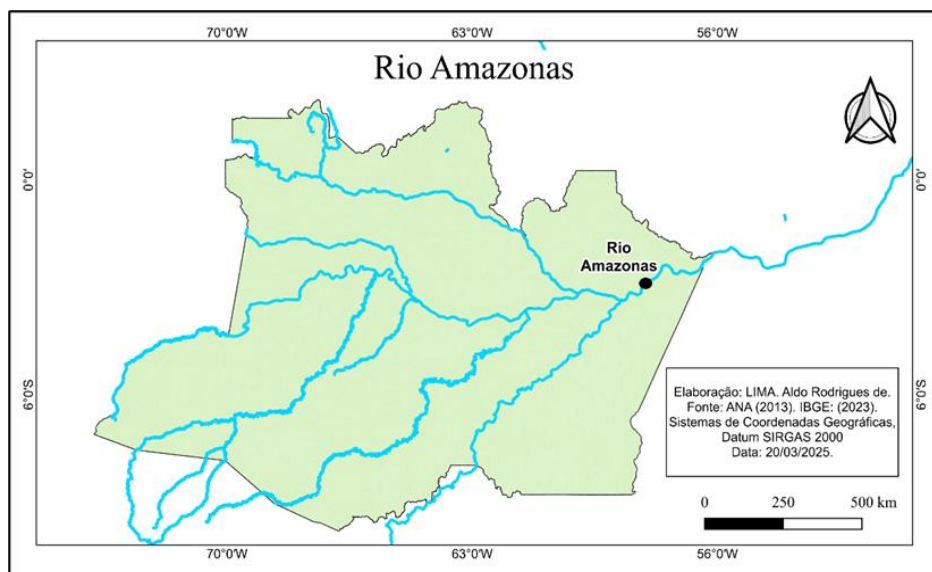 70°0'W 63°0'W 56°0'W
Rio Amazonas
0°0'
0°0'
Rio
Amazonas
6°0'S
6°0'S
Elaboração: LIMA. Aldo Rodrigues de.
Fonte: ANA (2013). IBGE: (2023).
Sistemas de Coordenadas Geográficas,
Datum SIRGAS 2000
Data: 20/03/2025.
0 250 500 km
70°0'W 63°0'W 56°0'W